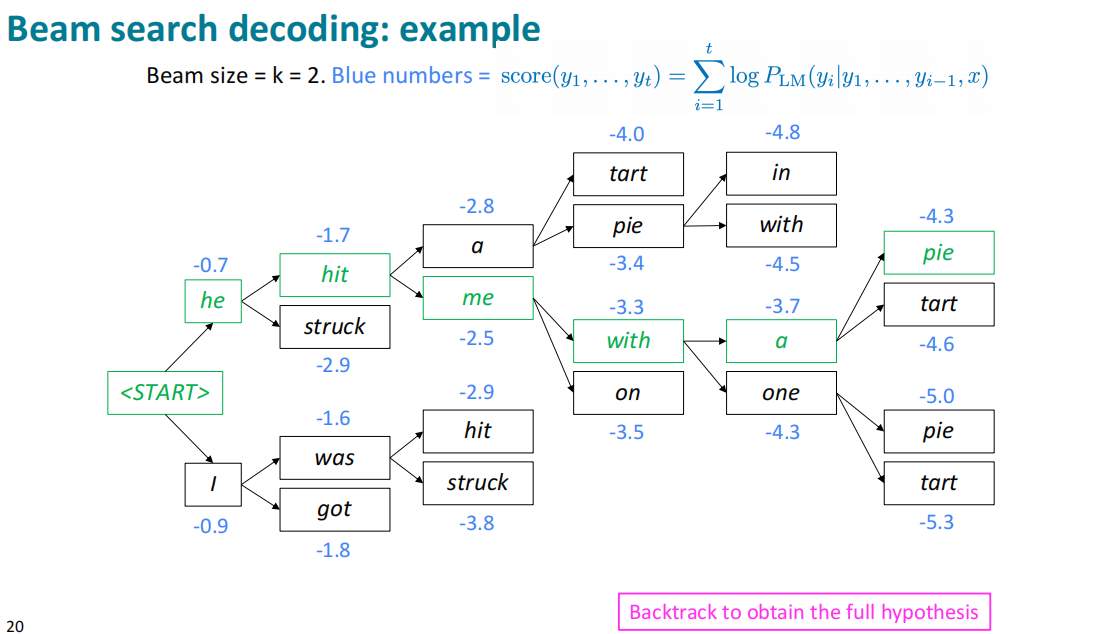 Beam search decoding: example
Beam size = k = 2. Blue numbers = score(y_1, . . . , y_t) = \sum_{i=1}^{t} log P_{LM}(y_i|y_1, . . . , y_{i−1}, x)
-4.0 -4.8
tart in
-2.8 -4.3
a pie with pie
-1.7 -3.4 -4.5
-0.7 hit tart
he me -3.3 -3.7
struck -2.5 with a -4.6
-2.9
<START> -2.9 on one -5.0
-1.6 hit -3.5 -4.3 pie
was
I struck tart
got
-0.9 -3.8 -5.3
-1.8
Backtrack to obtain the full hypothesis
20